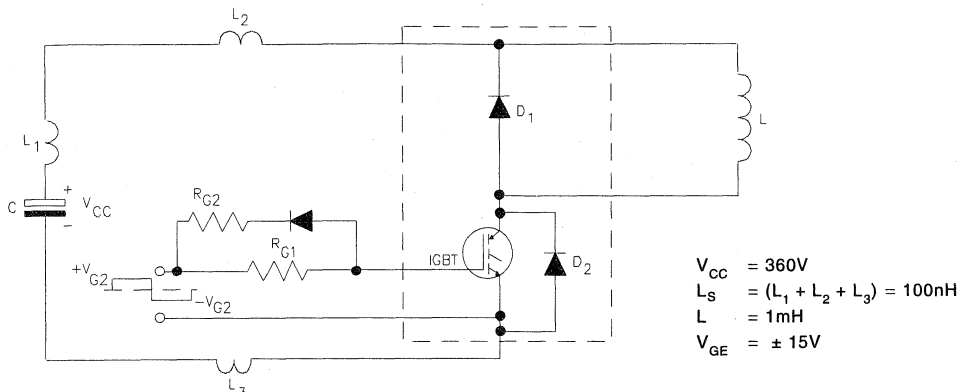 L2
L1
C
+
VCC
-
RG2
RG1
+VG2
-VG2
IGBT
D1
D2
L
L3
VCC = 360V
LS = (L1 + L2 + L3) = 100nH
L = 1mH
VGE = ± 15V